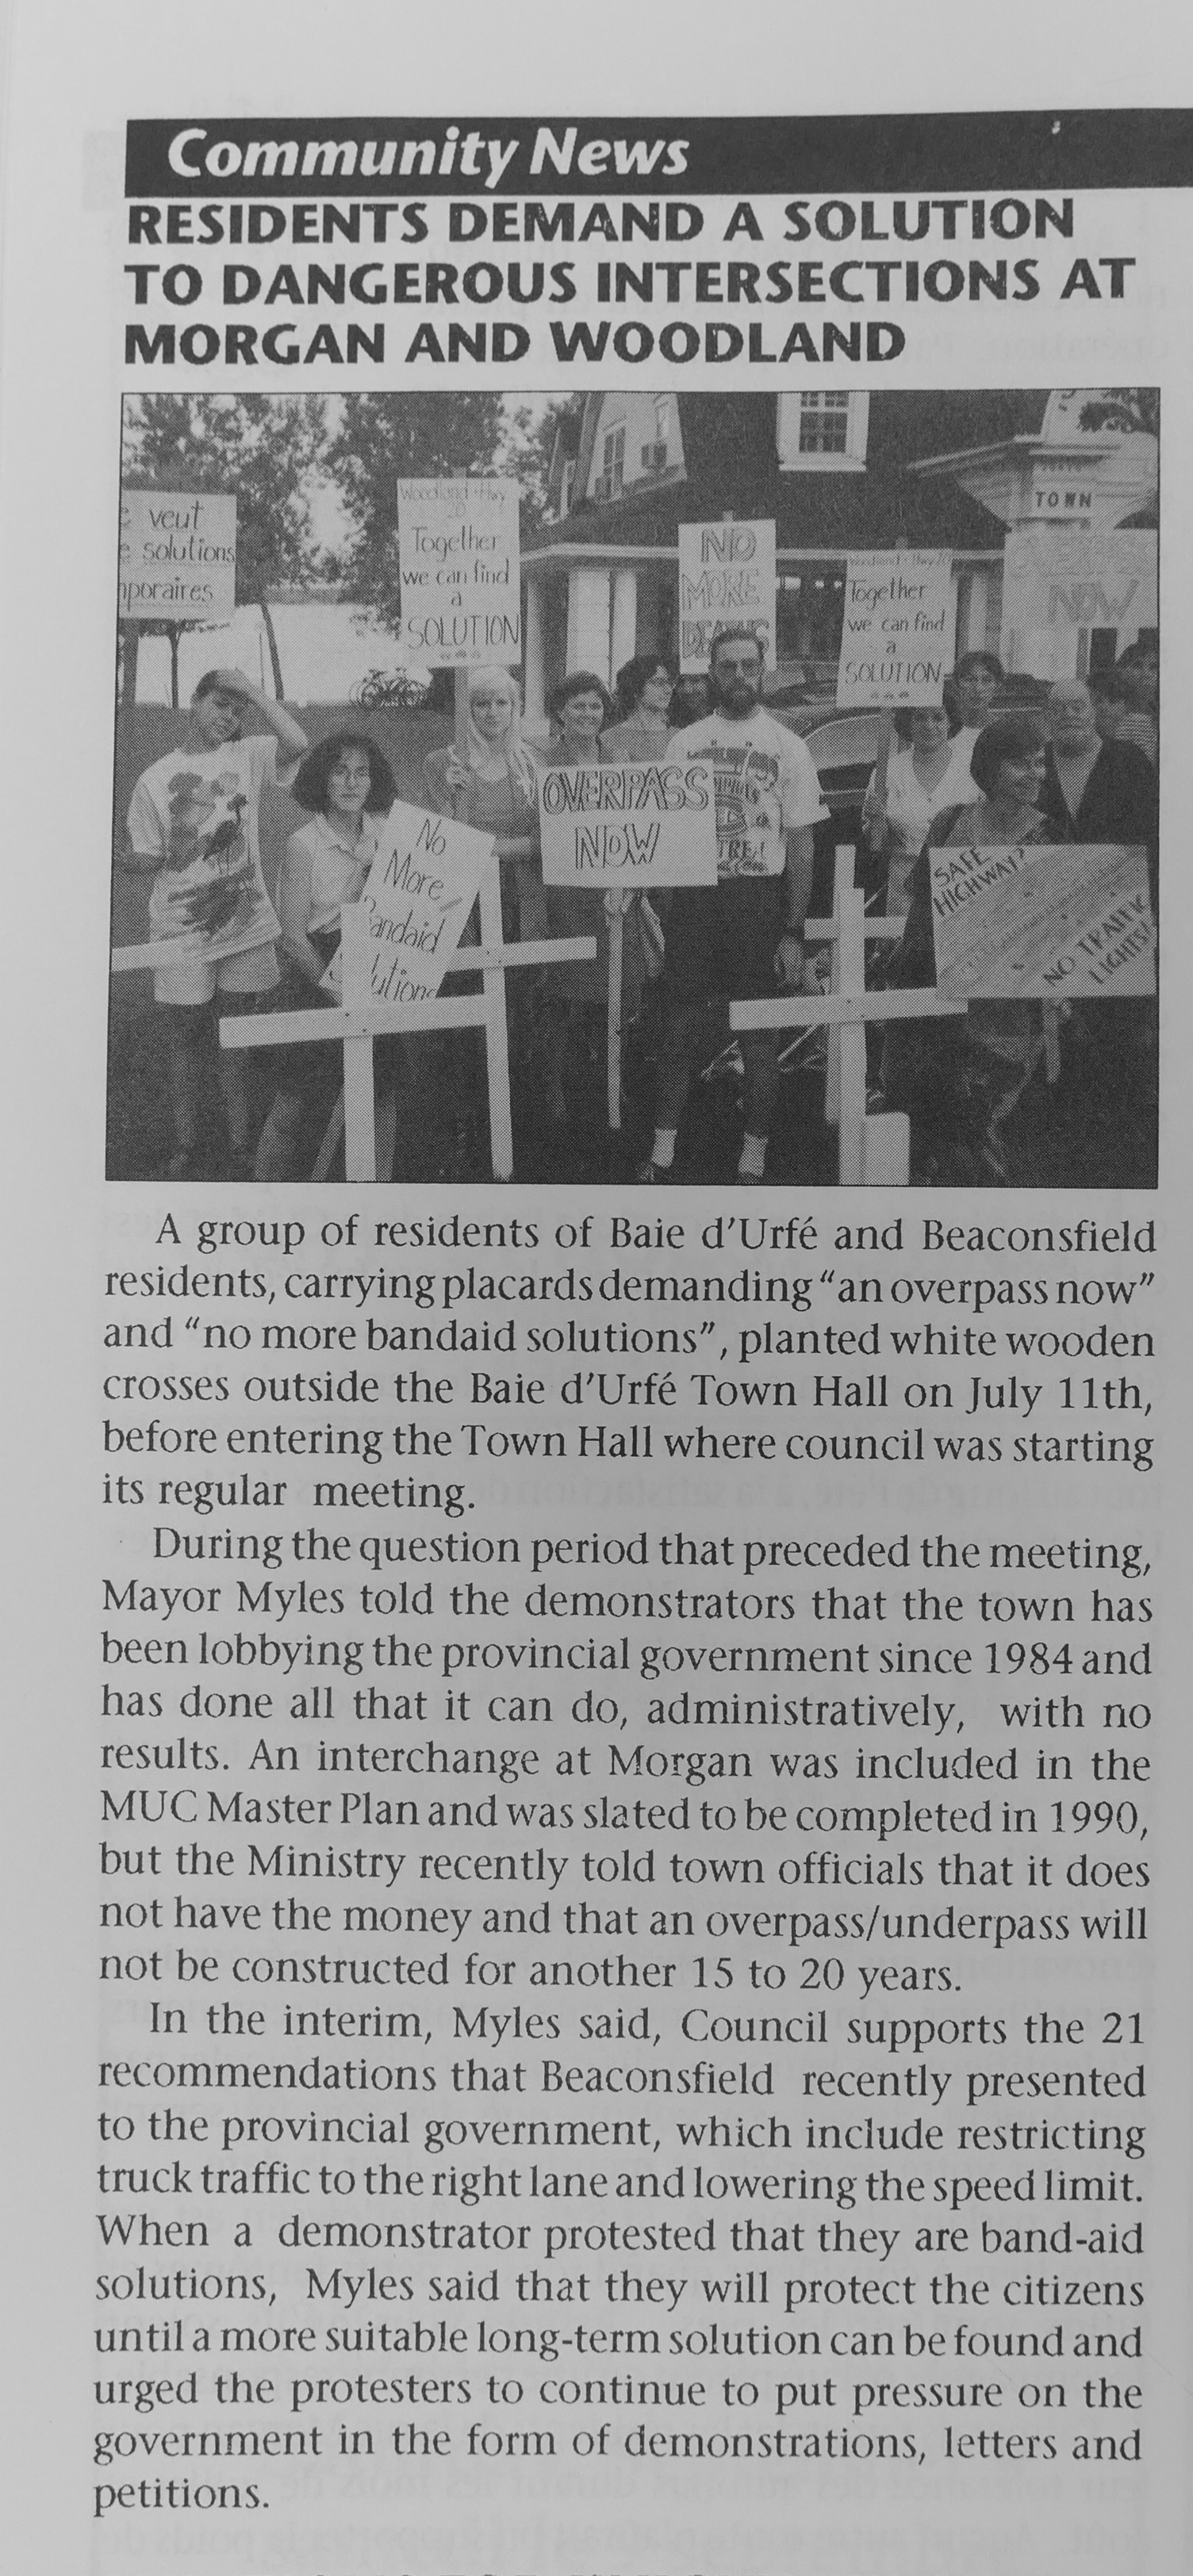 Community News
RESIDENTS DEMAND A SOLUTION
TO DANGEROUS INTERSECTIONS AT
MORGAN AND WOODLAND
veut
solutions
Woodland Hwy
20
Together
we can find
a
SOLUTION
NO
MORE
DEATHS
Together
we can find
a
SOLUTION
TOWN
OVERPASS
NOW
No
More
andaid
lutions
OVERPASS
NOW
SAFE
HIGHWAY?
NO TRAFFIC
LIGHTS!
A group of residents of Baie d'Urfé and Beaconsfield
residents, carrying placards demanding “an overpass now”
and “no more bandaid solutions”, planted white wooden
crosses outside the Baie d'Urfé Town Hall on July 11th,
before entering the Town Hall where council was starting
its regular meeting.
During the question period that preceded the meeting,
Mayor Myles told the demonstrators that the town has
been lobbying the provincial government since 1984 and
has done all that it can do, administratively, with no
results. An interchange at Morgan was included in the
MUC Master Plan and was slated to be completed in 1990,
but the Ministry recently told town officials that it does
not have the money and that an overpass/underpass will
not be constructed for another 15 to 20 years.
In the interim, Myles said, Council supports the 21
recommendations that Beaconsfield recently presented
to the provincial government, which include restricting
truck traffic to the right lane and lowering the speed limit.
When a demonstrator protested that they are band-aid
solutions, Myles said that they will protect the citizens
until a more suitable long-term solution can be found and
urged the protesters to continue to put pressure on the
government in the form of demonstrations, letters and
petitions.